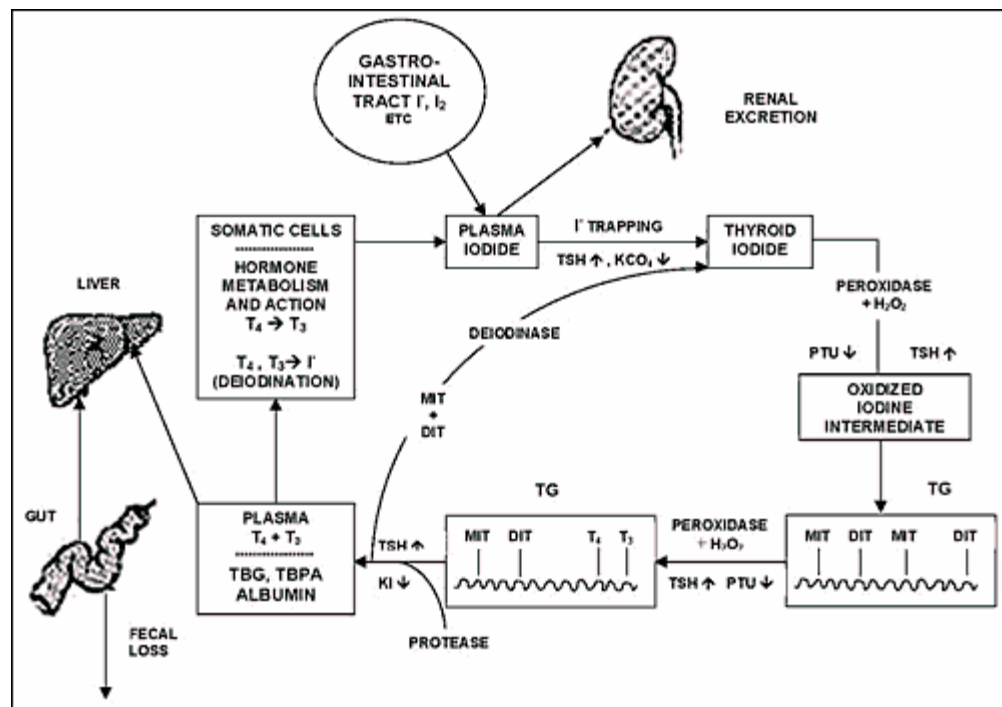 GASTRO-
INTESTINAL
TRACT I⁻, I₂
ETC
RENAL
EXCRETION
SOMATIC CELLS
HORMONE
METABOLISM
AND ACTION
T₄ → T₃
T₄ , T₃ → I⁻
(DEIODINATION)
PLASMA
IODIDE
I⁻ TRAPPING
TSH ↑ , KCO₄ ↓
THYROID
IODIDE
LIVER
DEIODINASE
PEROXIDASE
+ H₂O₂
PTU ↓ TSH ↑
OXIDIZED
IODINE
INTERMEDIATE
MIT
+
DIT
GUT
PLASMA
T₄ + T₃
TBG, TBPA
ALBUMIN
TSH ↑
KI ↓
PROTEASE
TG
MIT DIT T₄ T₃
PEROXIDASE
+ H₂O₂
TSH ↑ PTU ↓
TG
MIT DIT MIT DIT
FECAL
LOSS